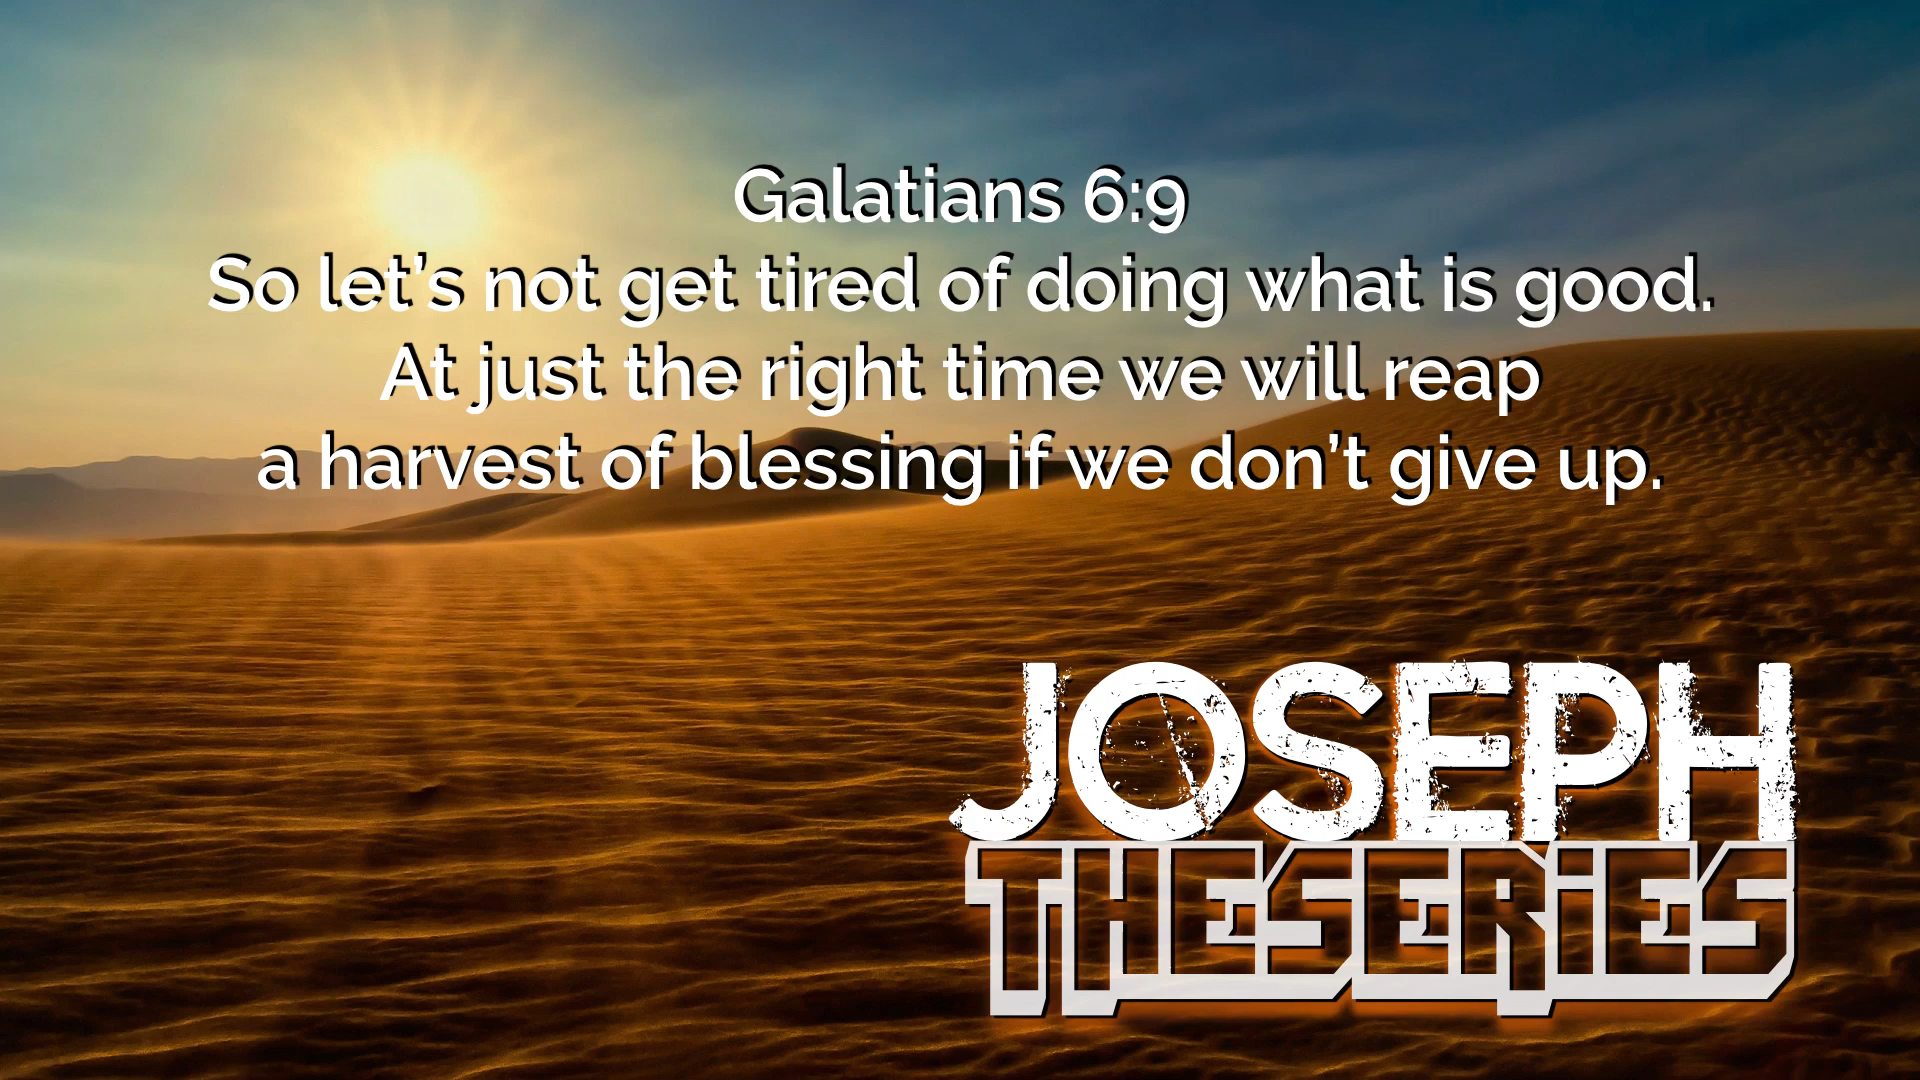 Galatians 6:9
So let’s not get tired of doing what is good.
At just the right time we will reap
a harvest of blessing if we don’t give up.
JOSEPH
THE SERIES